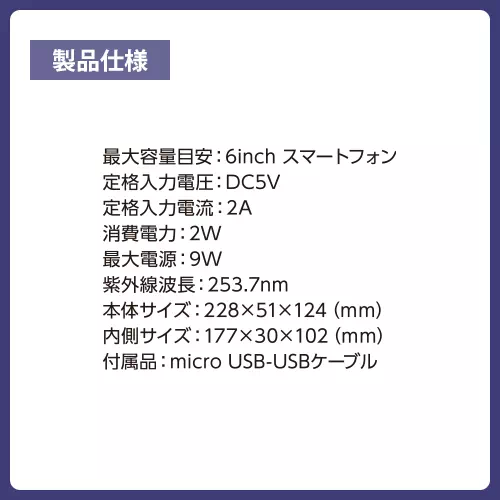 製品仕様
最大容量目安：6inch スマートフォン
定格入力電圧：DC5V
定格入力電流：2A
消費電力：2W
最大電源：9W
紫外線波長：253.7nm
本体サイズ：228×51×124 (mm)
内側サイズ：177×30×102 (mm)
付属品：micro USB-USBケーブル